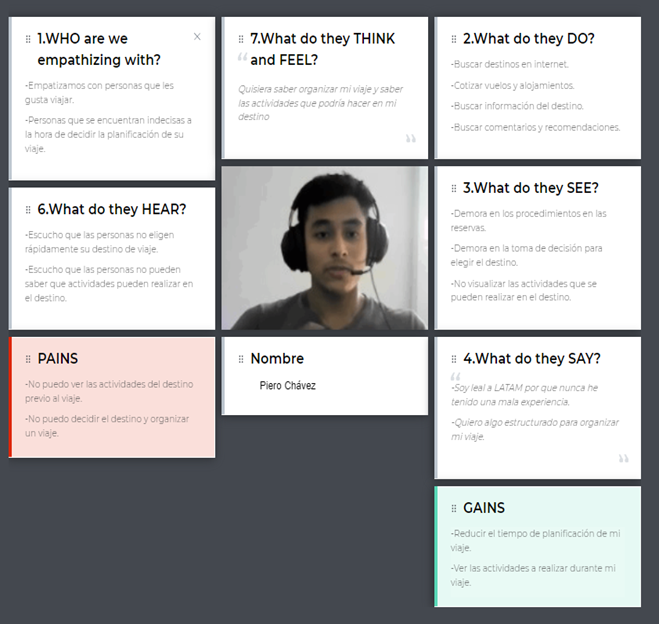 1.WHO are we
empathizing with?
-Empatizamos con personas que les
gusta viajar.
-Personas que se encuentran indecisas a
la hora de decidir la planificación de su
viaje.
7.What do they THINK
and FEEL?
Quisiera saber organizar mi viaje y saber
las actividades que podría hacer en mi
destino
2.What do they DO?
-Buscar destinos en internet.
-Cotizar vuelos y alojamientos.
-Buscar información del destino.
-Buscar comentarios y recomendaciones.
6.What do they HEAR?
-Escucho que las personas no eligen
rápidamente su destino de viaje.
-Escucho que las personas no pueden
saber que actividades pueden realizar en
el destino.
3.What do they SEE?
-Demora en los procedimientos en las
reservas.
-Demora en la toma de decisión para
elegir el destino.
-No visualizar las actividades que se
pueden realizar en el destino.
PAINS
-No puedo ver las actividades del destino
previo al viaje.
-No puedo decidir el destino y organizar
un viaje.
Nombre
Piero Chávez
4.What do they SAY?
-Soy leal a LATAM por que nunca he
tenido una mala experiencia.
-Quiero algo estructurado para organizar
mi viaje.
GAINS
-Reducir el tiempo de planificación de mi
viaje.
-Ver las actividades a realizar durante mi
viaje.